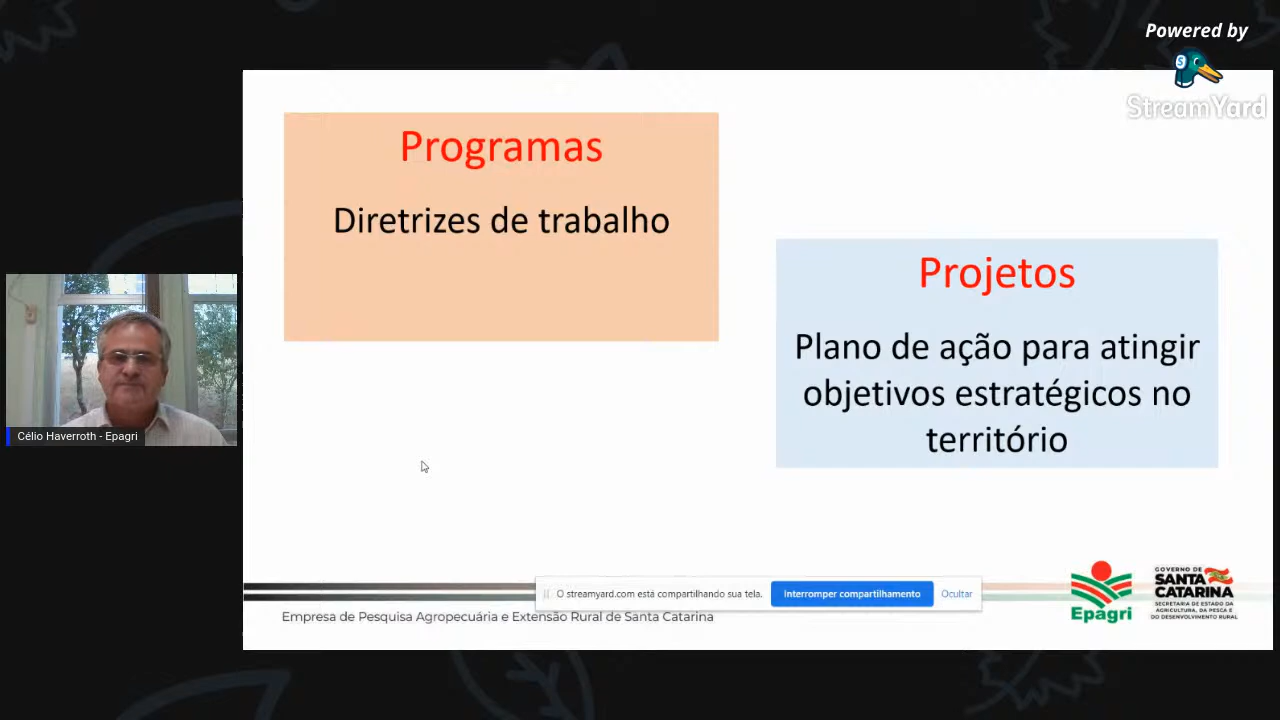 Powered by
StreamYard
Programas
Diretrizes de trabalho
Projetos
Plano de ação para atingir
objetivos estratégicos no
território
Célio Haverroth - Epagri
O streamyard.com está compartilhando sua tela.
Interromper compartilhamento
Ocultar
Empresa de Pesquisa Agropecuária e Extensão Rural de Santa Catarina
Epagri
GOVERNO DE
SANTA
CATARINA
SECRETARIA DE ESTADO DA
AGRICULTURA, DA PESCA E
DO DESENVOLVIMENTO RURAL